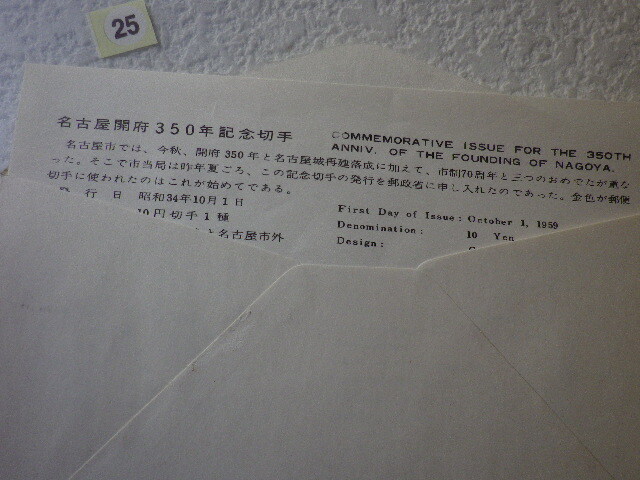 25
名古屋開府350年記念切手
名古屋市では、今秋、開府350年と名古屋城再建落成に加えて、市制70周年と三つのおめでたが重な
った。そこで市当局は昨年夏ごろ、この記念切手の発行を郵政省に申し入れたのであった。金色が郵便
切手に使われたのはこれが始めてである。
発行日 昭和34年10月1日
10円切手1種
と名古屋市外
COMMEMORATIVE ISSUE FOR THE 350TH
ANNIV. OF THE FOUNDING OF NAGOYA.
First Day of Issue: October 1, 1959
Denomination: 10 Yen
Design: